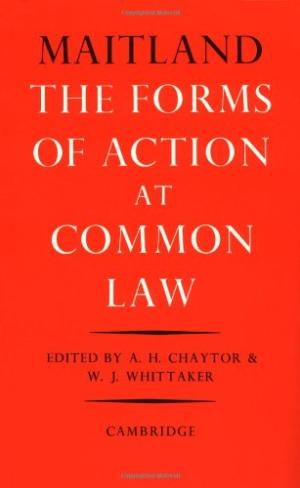 MAITLAND
THE FORMS
OF ACTION
AT
COMMON
LAW
EDITED BY A. H. CHAYTOR &
W. J. WHITTAKER
CAMBRIDGE